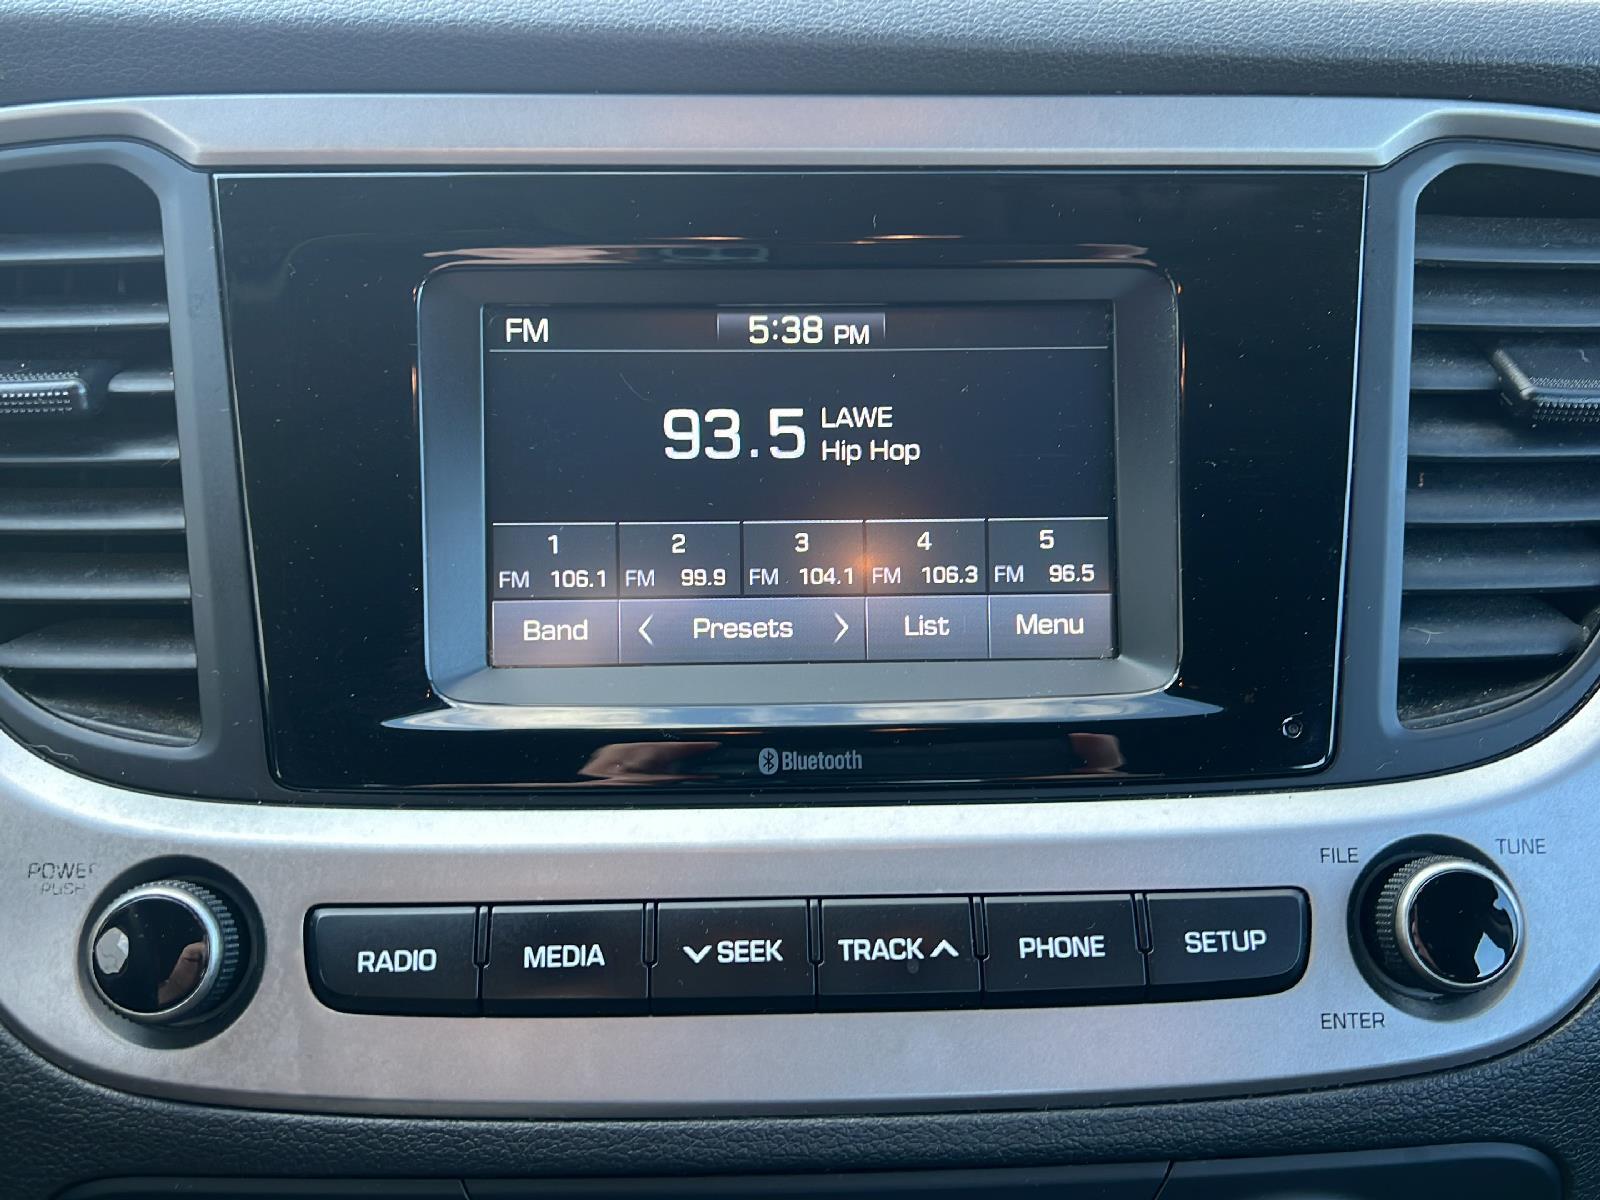 FM 5:38 PM
93.5 LAWE
Hip Hop
1 2 3 4 5
FM 106.1 FM 99.9 FM 104.1 FM 106.3 FM 96.5
Band < Presets > List Menu
Bluetooth
POWER
PUSH
FILE TUNE
RADIO MEDIA SEEK TRACK PHONE SETUP
ENTER